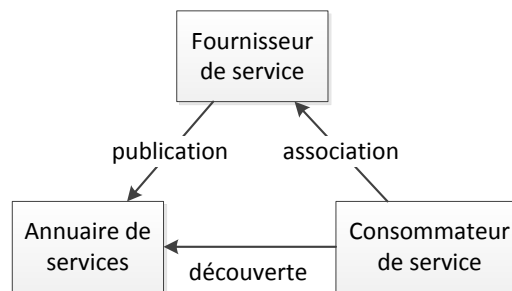 Fournisseur
de service
publication
association
Annuaire de
services
Consommateur
de service
découverte